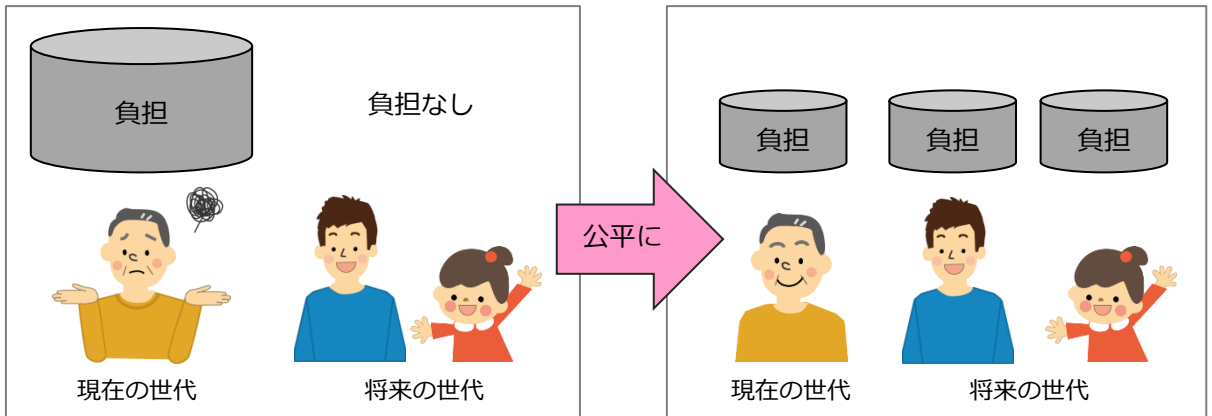 負担
負担なし
現在の世代
将来の世代
公平に
負担
負担
負担
現在の世代
将来の世代